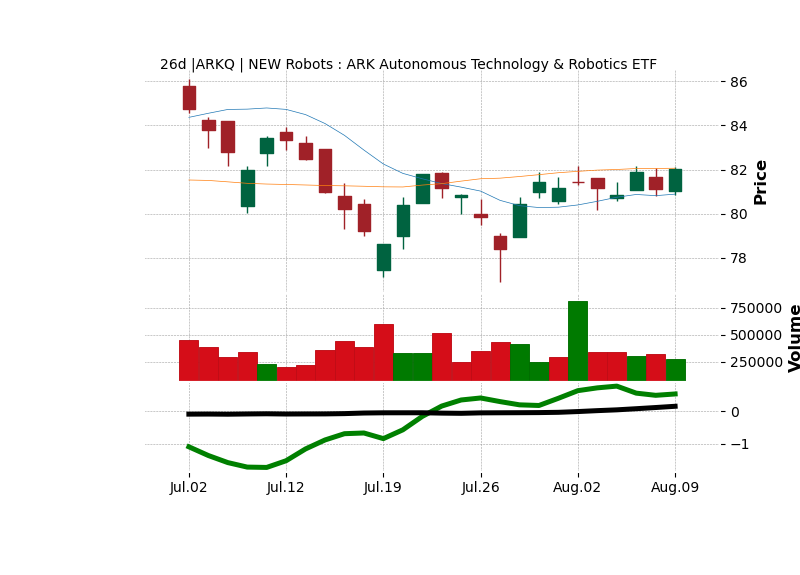 26d |ARKQ | NEW Robots : ARK Autonomous Technology & Robotics ETF
86
84
82
80
78
Price
750000
500000
250000
Volume
0
−1
Jul.02 Jul.12 Jul.19 Jul.26 Aug.02 Aug.09